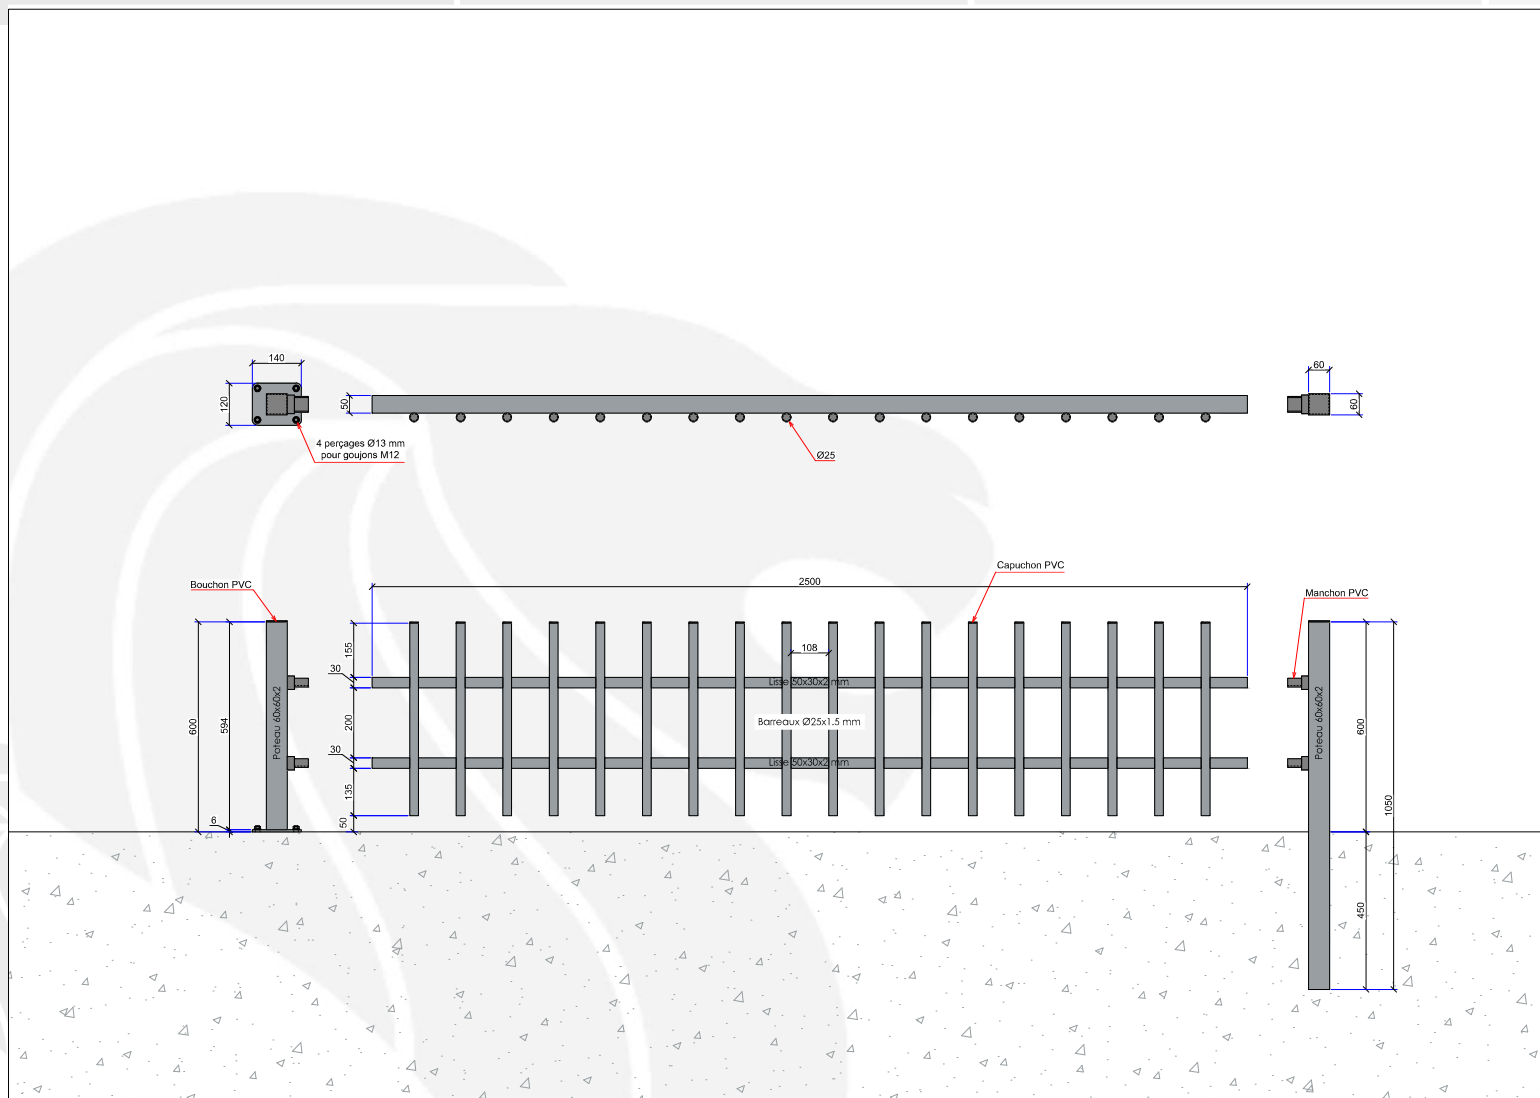 140
120
4 perçages Ø13 mm
pour goujons M12
50
Ø25
60
60
Bouchon PVC
2500
Capuchon PVC
Manchon PVC
155
108
30
Lisse 50x30x2 mm
600
594
Poteau 60x60x2
200
Barreaux Ø25x1.5 mm
30
Lisse 50x30x2 mm
135
50
6
Poteau 60x60x2
600
1050
450